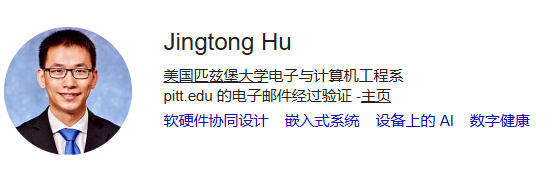 Jingtong Hu
美国匹兹堡大学电子与计算机工程系
pitt.edu 的电子邮件经过验证 -主页
软硬件协同设计 嵌入式系统 设备上的 AI 数字健康